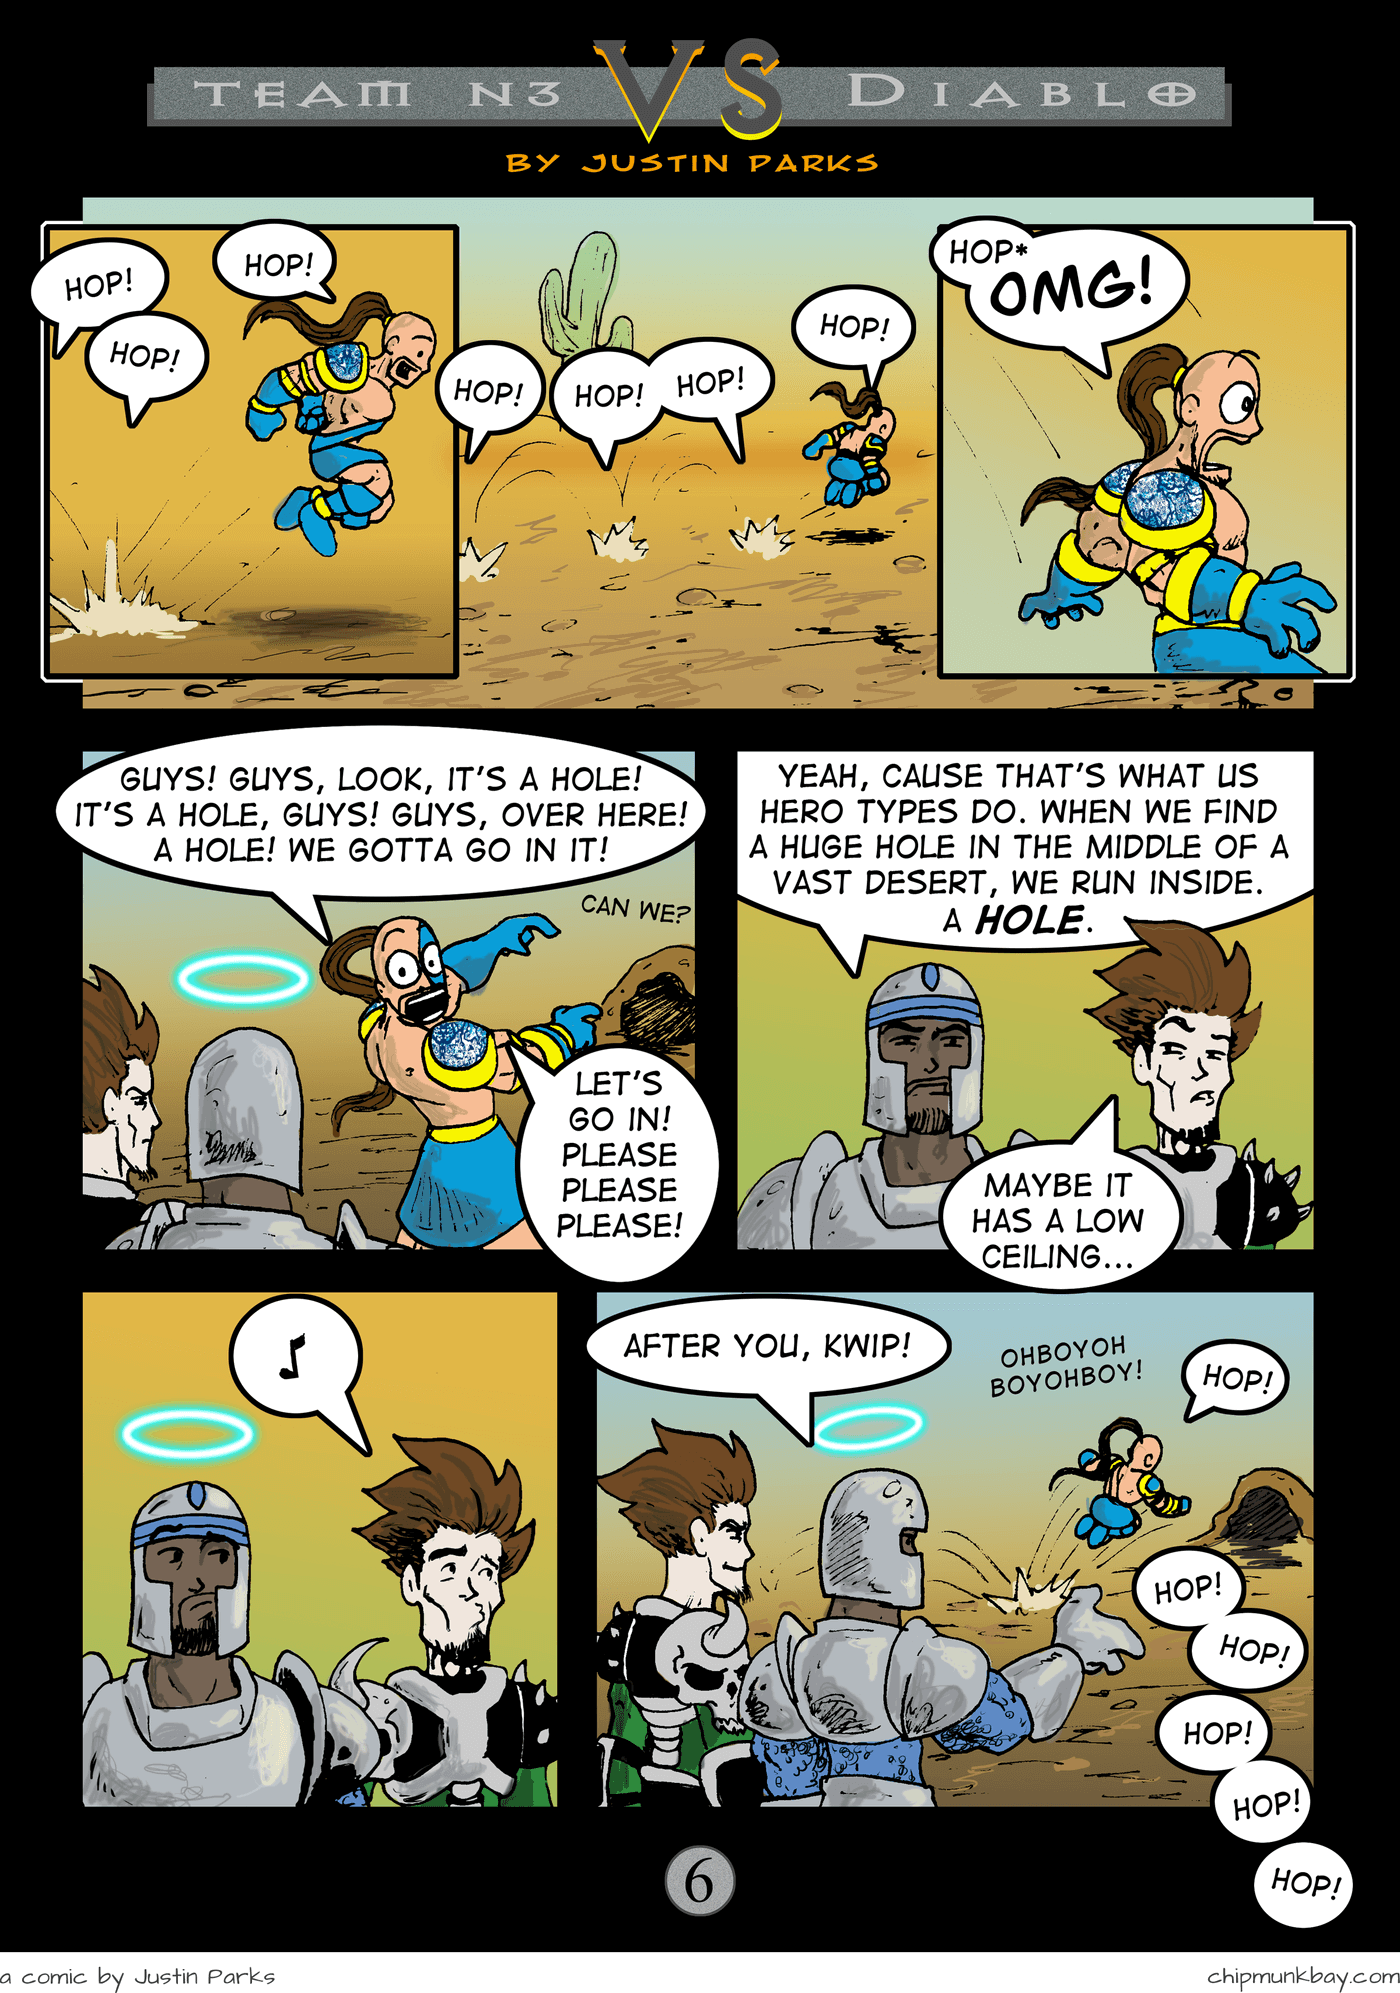 TEAM N3 VS DIABLO
BY JUSTIN PARKS
HOP!
HOP!
HOP!
HOP!
HOP!
HOP!
HOP!
HOP*
OMG!
GUYS! GUYS, LOOK, IT'S A HOLE!
IT'S A HOLE, GUYS! GUYS, OVER HERE!
A HOLE! WE GOTTA GO IN IT!
CAN WE?
LET'S
GO IN!
PLEASE
PLEASE
PLEASE!
YEAH, CAUSE THAT'S WHAT US
HERO TYPES DO. WHEN WE FIND
A HUGE HOLE IN THE MIDDLE OF A
VAST DESERT, WE RUN INSIDE.
A HOLE.
MAYBE IT
HAS A LOW
CEILING...
♪
AFTER YOU, KWIP!
OHBOYOH
BOYOHBOY!
HOP!
HOP!
HOP!
HOP!
HOP!
HOP!
6
a comic by Justin Parks
chipmunkbay.com